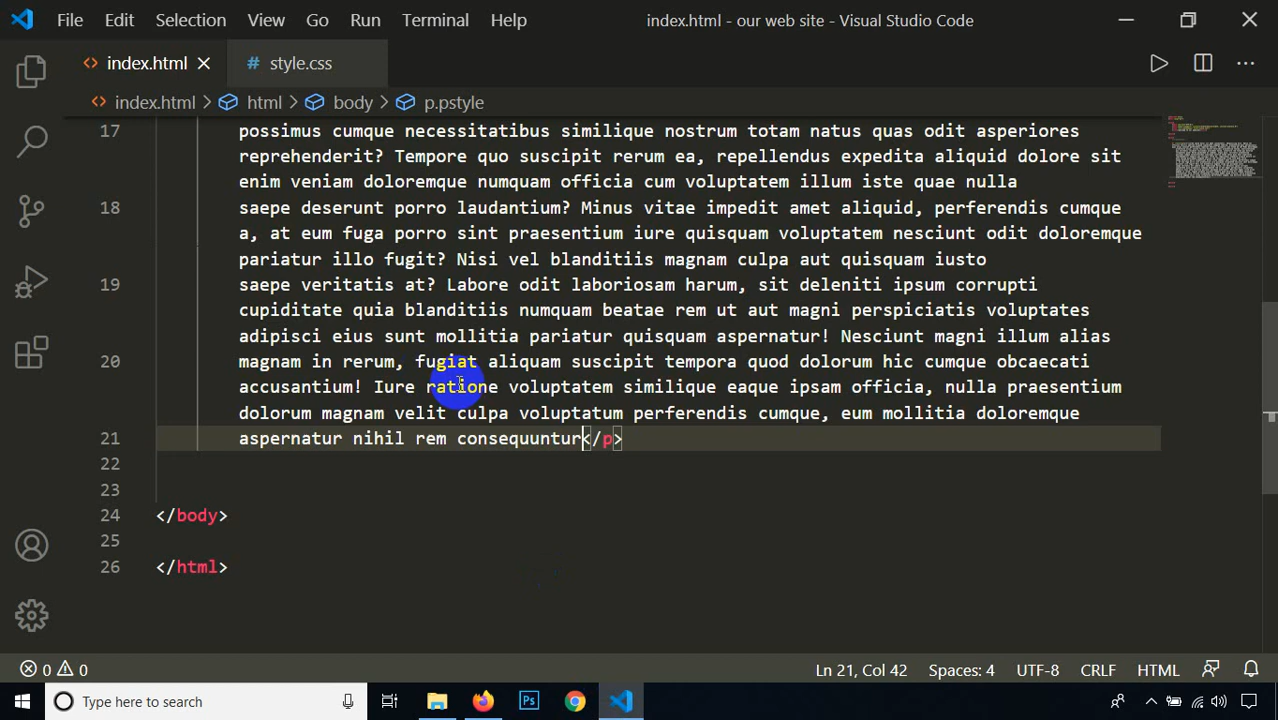 File Edit Selection View Go Run Terminal Help index.html - our web site - Visual Studio Code
<> index.html × # style.css
<> index.html > html > body > p.pstyle
17 possimus cumque necessitatibus similique nostrum totam natus quas odit asperiores
reprehenderit? Tempore quo suscipit rerum ea, repellendus expedita aliquid dolore sit
enim veniam doloremque numquam officia cum voluptatem illum iste quae nulla
18 saepe deserunt porro laudantium? Minus vitae impedit amet aliquid, perferendis cumque
a, at eum fuga porro sint praesentium iure quisquam voluptatem nesciunt odit doloremque
pariatur illo fugit? Nisi vel blanditiis magnam culpa aut quisquam iusto
19 saepe veritatis at? Labore odit laboriosam harum, sit deleniti ipsum corrupti
cupiditate quia blanditiis numquam beatae rem ut aut magni perspiciatis voluptates
adipisci eius sunt mollitia pariatur quisquam aspernatur! Nesciunt magni illum alias
20 magnam in rerum, fugiat aliquam suscipit tempora quod dolorum hic cumque obcaecati
accusantium! Iure ratione voluptatem similique eaque ipsam officia, nulla praesentium
dolorum magnam velit culpa voluptatum perferendis cumque, eum mollitia doloremque
21 aspernatur nihil rem consequuntur</p>
22
23
24 </body>
25
26 </html>
0 0 Ln 21, Col 42 Spaces: 4 UTF-8 CRLF HTML
Type here to search Ps